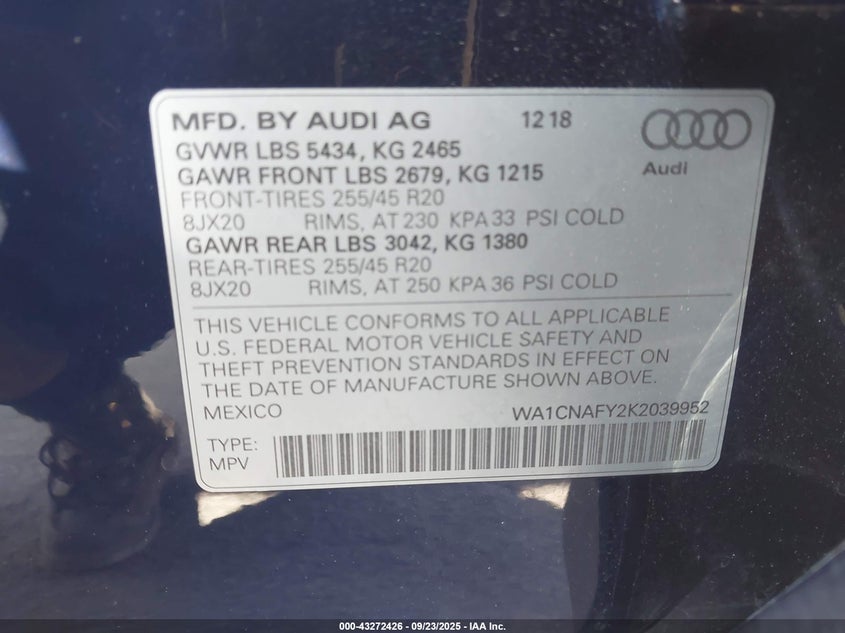 MFD. BY AUDI AG 12 18
GVWR LBS 5434, KG 2465
GAWR FRONT LBS 2679, KG 1215
Audi
FRONT-TIRES 255/45 R20
8JX20 RIMS, AT 230 KPA 33 PSI COLD
GAWR REAR LBS 3042, KG 1380
REAR-TIRES 255/45 R20
8JX20 RIMS, AT 250 KPA 36 PSI COLD
THIS VEHICLE CONFORMS TO ALL APPLICABLE
U.S. FEDERAL MOTOR VEHICLE SAFETY AND
THEFT PREVENTION STANDARDS IN EFFECT ON
THE DATE OF MANUFACTURE SHOWN ABOVE.
MEXICO WA1CNAFY2K2039952
TYPE:
MPV
000-43272426 - 09/23/2025 - IAA Inc.